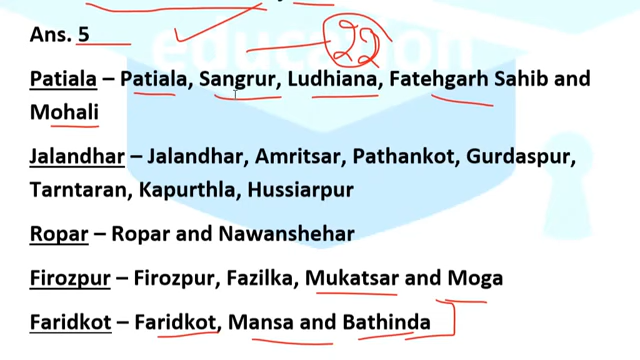 Ans. 5
22
education
Patiala – Patiala, Sangrur, Ludhiana, Fatehgarh Sahib and
Mohali
Jalandhar – Jalandhar, Amritsar, Pathankot, Gurdaspur,
Tarntaran, Kapurthla, Hussiarpur
Ropar – Ropar and Nawanshehar
Firozpur – Firozpur, Fazilka, Mukatsar and Moga
Faridkot – Faridkot, Mansa and Bathinda